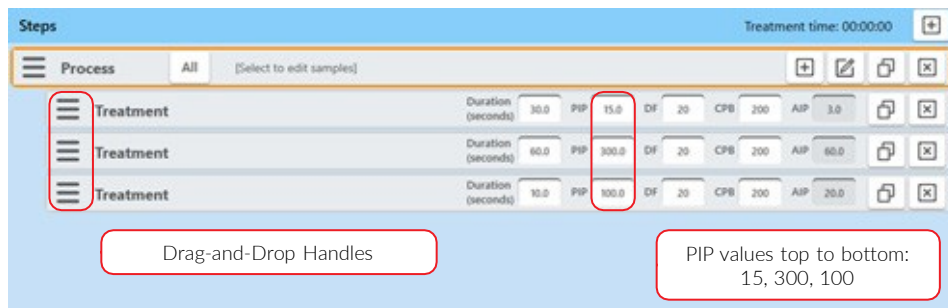 Steps Treatment time: 00:00:00
Process All [Select to edit samples]
Treatment Duration (seconds) 30.0 PIP 15.0 DF 20 CPB 200 AIP 3.0
Treatment Duration (seconds) 60.0 PIP 300.0 DF 20 CPB 200 AIP 60.0
Treatment Duration (seconds) 10.0 PIP 100.0 DF 20 CPB 200 AIP 20.0
Drag-and-Drop Handles
PIP values top to bottom:
15, 300, 100